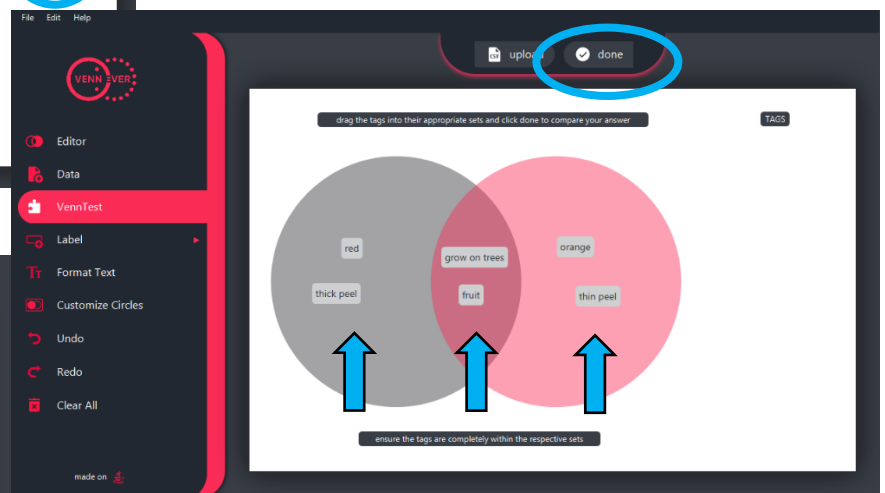 File Edit Help
VENN EVER
CSV upload done
drag the tags into their appropriate sets and click done to compare your answer
TAGS
Editor
Data
VennTest
Label
Format Text
Customize Circles
Undo
Redo
Clear All
red
grow on trees
orange
thick peel
fruit
thin peel
ensure the tags are completely within the respective sets
made on